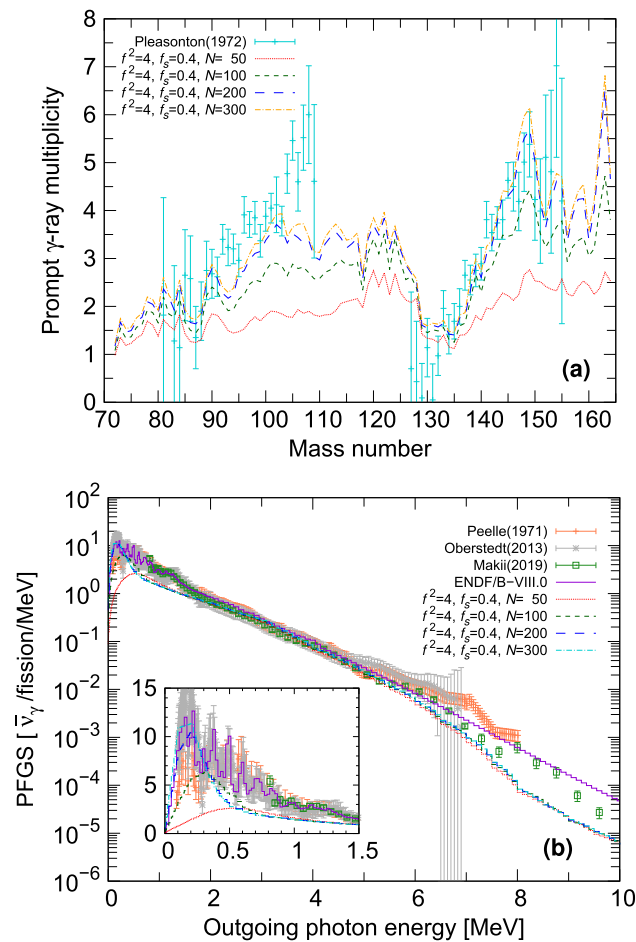 Prompt γ-ray multiplicity
8
7
6
5
4
3
2
1
0
Pleasonton(1972)
f²=4, fₛ=0.4, N= 50
f²=4, fₛ=0.4, N=100
f²=4, fₛ=0.4, N=200
f²=4, fₛ=0.4, N=300
(a)
70 80 90 100 110 120 130 140 150 160
Mass number
PFGS [ ν̄_γ/fission/MeV]
10²
10¹
10⁰
10⁻¹
10⁻²
10⁻³
10⁻⁴
10⁻⁵
10⁻⁶
Peelle(1971)
Oberstedt(2013)
Makii(2019)
ENDF/B−VIII.0
f²=4, fₛ=0.4, N= 50
f²=4, fₛ=0.4, N=100
f²=4, fₛ=0.4, N=200
f²=4, fₛ=0.4, N=300
15
10
5
0
0 0.5 1 1.5
(b)
0 2 4 6 8 10
Outgoing photon energy [MeV]